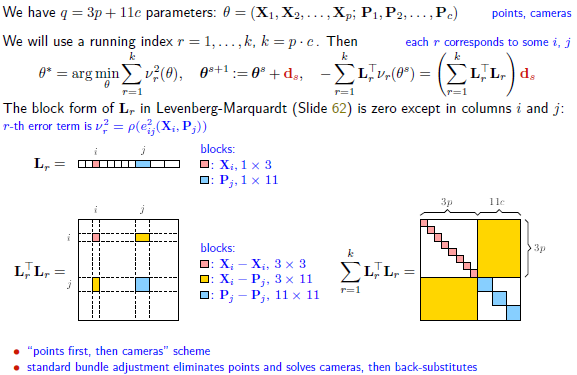 We have q = 3p + 11c parameters: θ = (X₁, X₂, …, Xₚ; P₁, P₂, …, P_c) points, cameras
We will use a running index r = 1, …, k, k = p · c. Then each r corresponds to some i, j
θ* = arg min_θ ∑_{r=1}^{k} ν_r²(θ), θ^{s+1} := θ^s + d_s, −∑_{r=1}^{k} L_r^⊤ ν_r(θ^s) = (∑_{r=1}^{k} L_r^⊤ L_r) d_s
The block form of L_r in Levenberg-Marquardt (Slide 62) is zero except in columns i and j:
r-th error term is ν_r² = ρ(e_{ij}²(X_i, P_j))
i j
L_r =
blocks:
: X_i, 1 × 3
: P_j, 1 × 11
i j
i
j
L_r^⊤ L_r =
blocks:
: X_i − X_i, 3 × 3
: X_i − P_j, 3 × 11
: P_j − P_j, 11 × 11
∑_{r=1}^{k} L_r^⊤ L_r =
3p 11c
3p
• “points first, then cameras” scheme
• standard bundle adjustment eliminates points and solves cameras, then back-substitutes